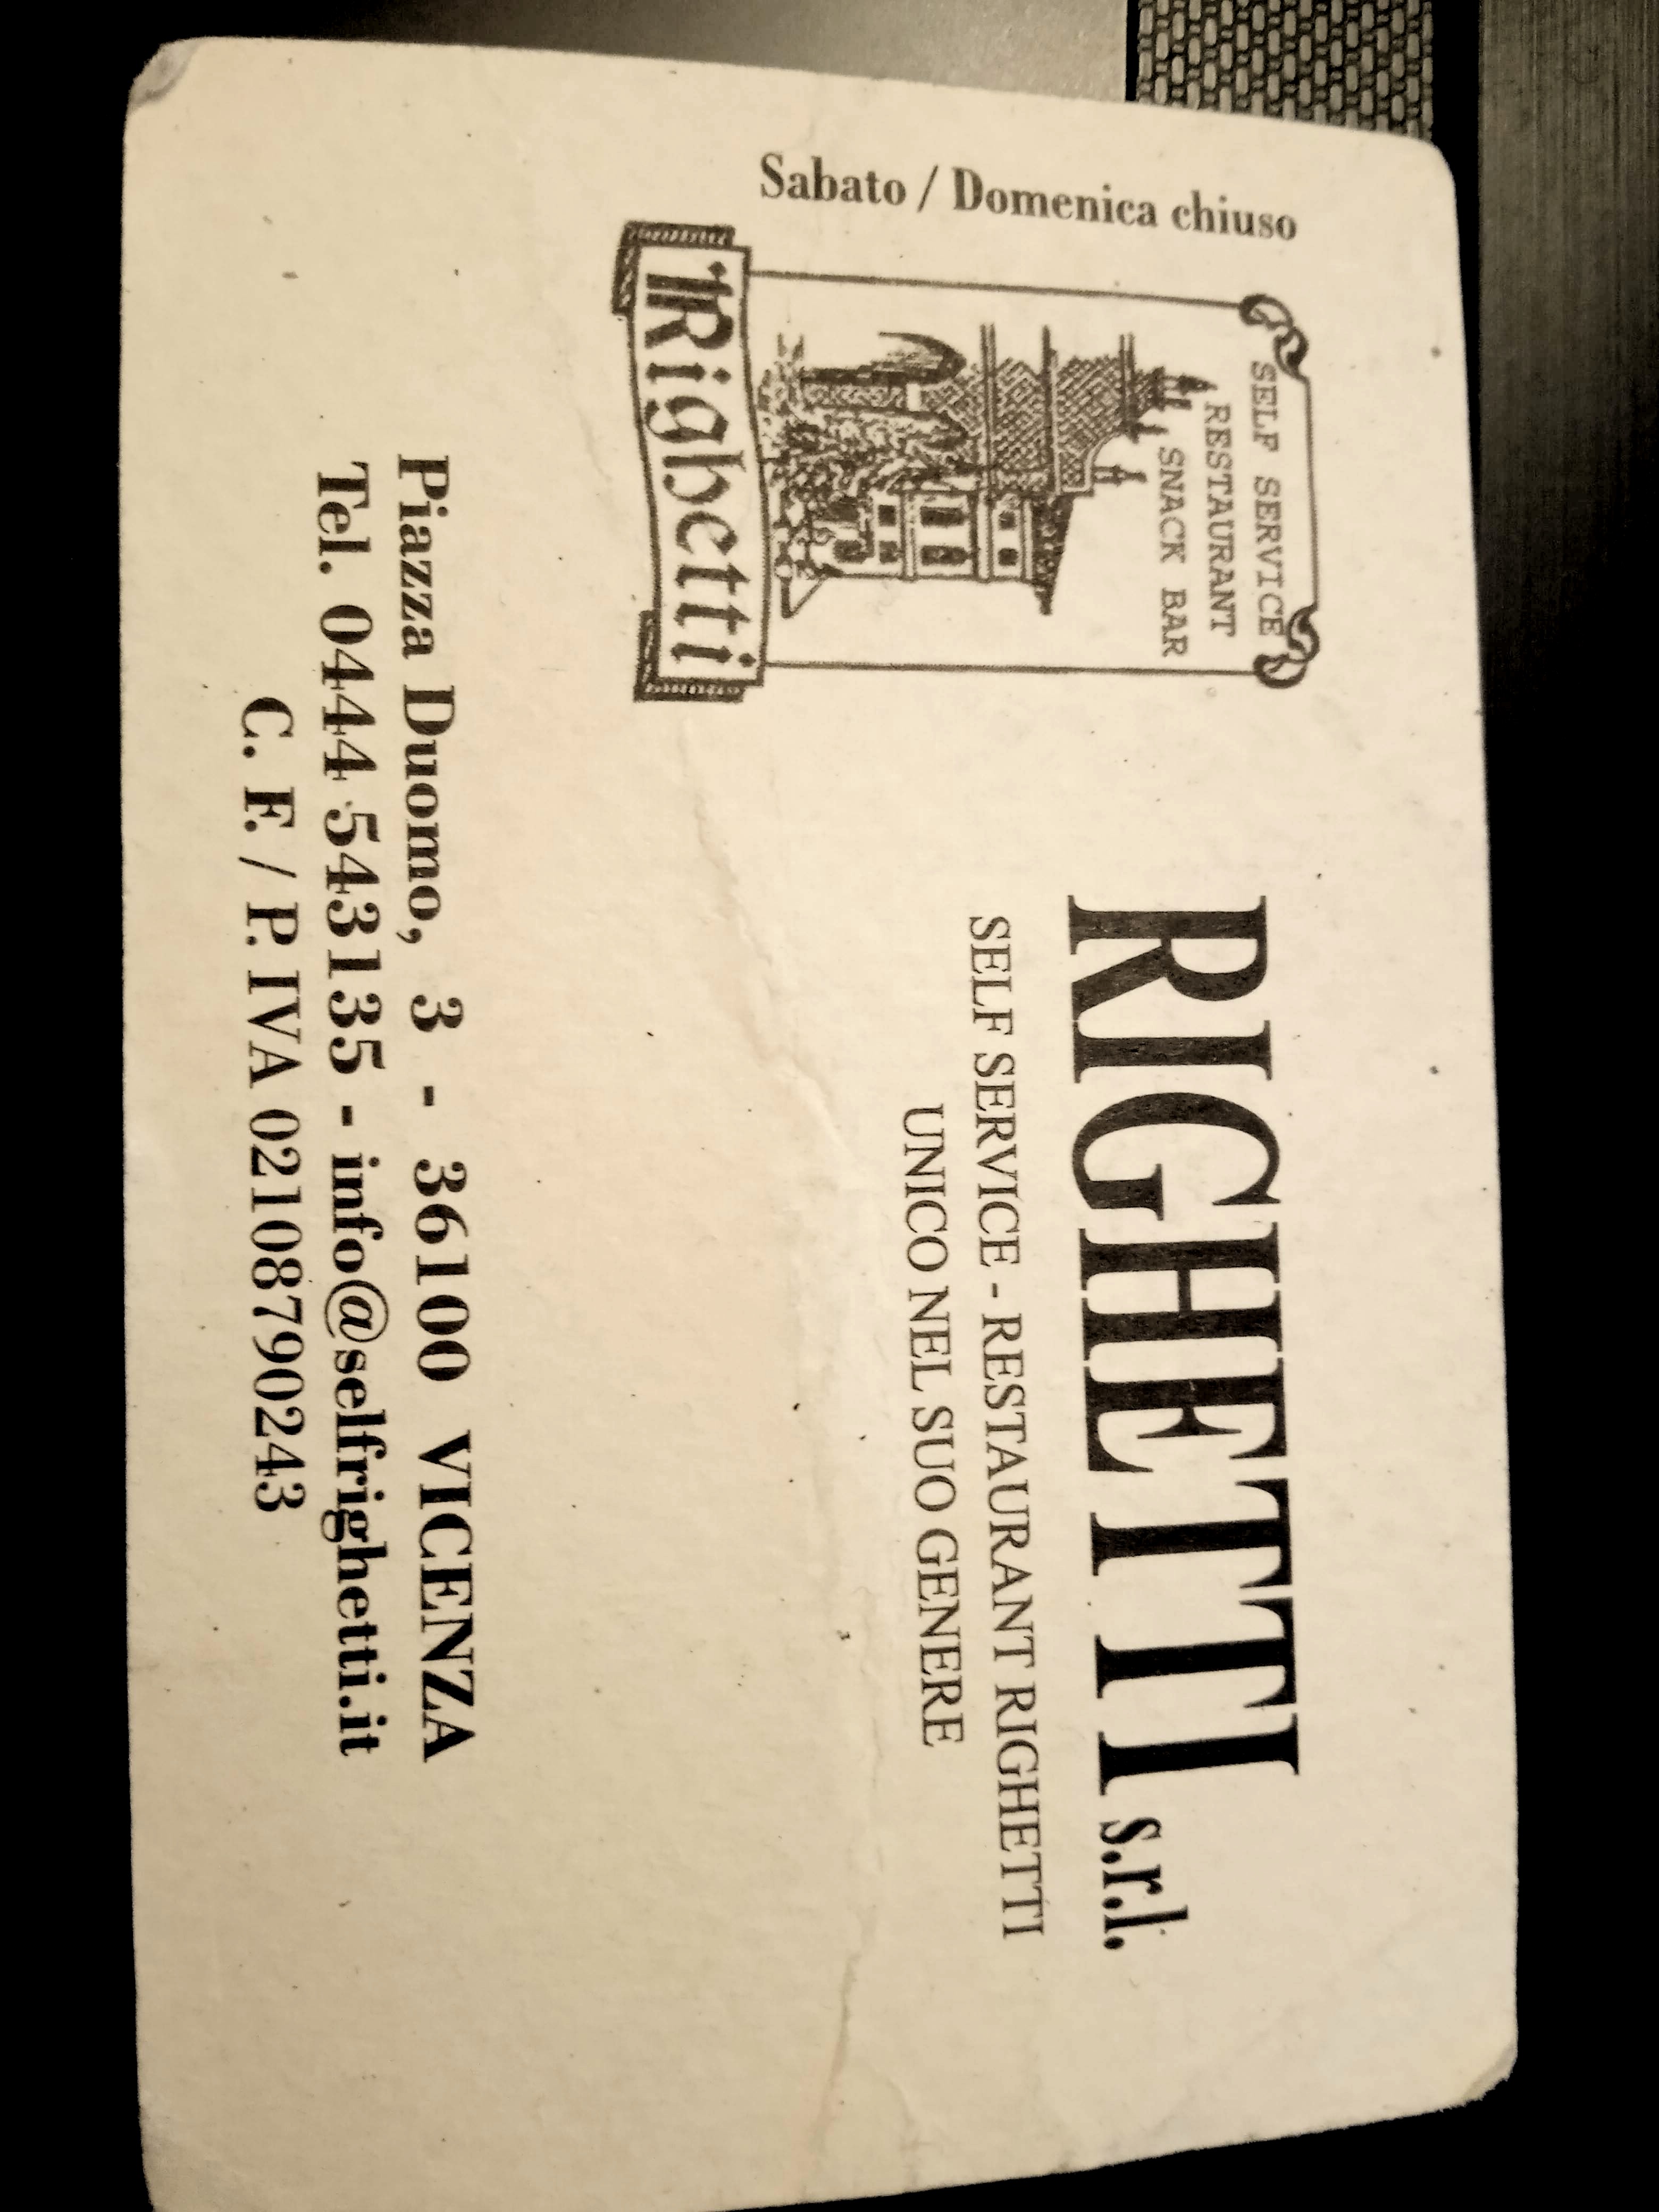 Sabato / Domenica chiuso
SELF SERVICE
RESTAURANT
SNACK BAR
Righetti
RIGHETTI s.r.l.
SELF SERVICE - RESTAURANT RIGHETTI
UNICO NEL SUO GENERE
Piazza Duomo, 3 - 36100 VICENZA
Tel. 0444 543135 - info@selfrighetti.it
C. F. / P. IVA 02108790243